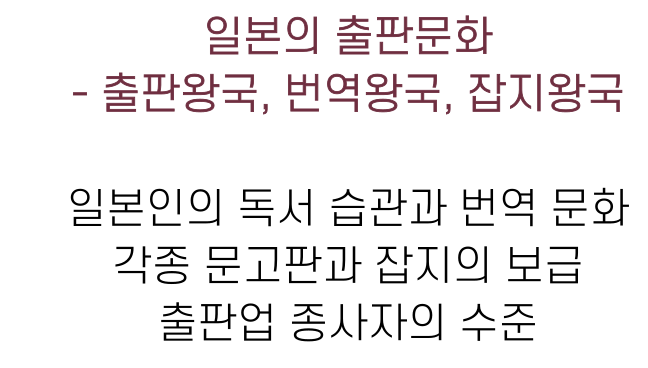 일본의 출판문화
- 출판왕국, 번역왕국, 잡지왕국
일본인의 독서 습관과 번역 문화
각종 문고판과 잡지의 보급
출판업 종사자의 수준